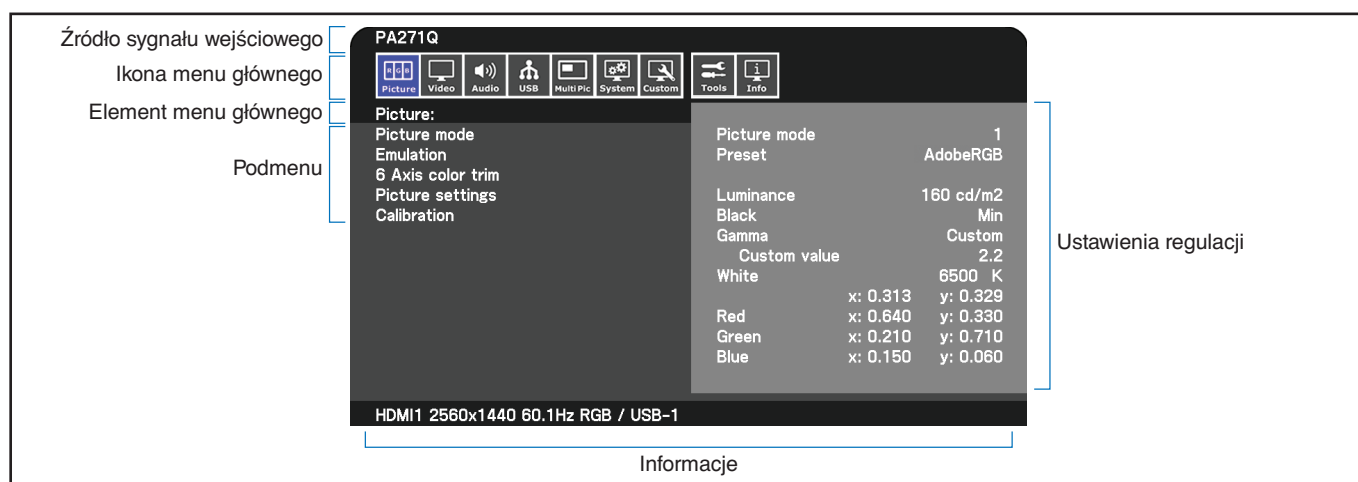 Źródło sygnału wejściowego
PA271Q
Ikona menu głównego
R G B
Picture Video Audio USB MultiPic System Custom Tools Info
Element menu głównego
Picture:
Podmenu
Picture mode
Emulation
6 Axis color trim
Picture settings
Calibration
Picture mode 1
Preset AdobeRGB
Luminance 160 cd/m2
Black Min
Gamma Custom
Custom value 2.2
White 6500 K
x: 0.313 y: 0.329
Red x: 0.640 y: 0.330
Green x: 0.210 y: 0.710
Blue x: 0.150 y: 0.060
Ustawienia regulacji
HDMI1 2560x1440 60.1Hz RGB / USB-1
Informacje